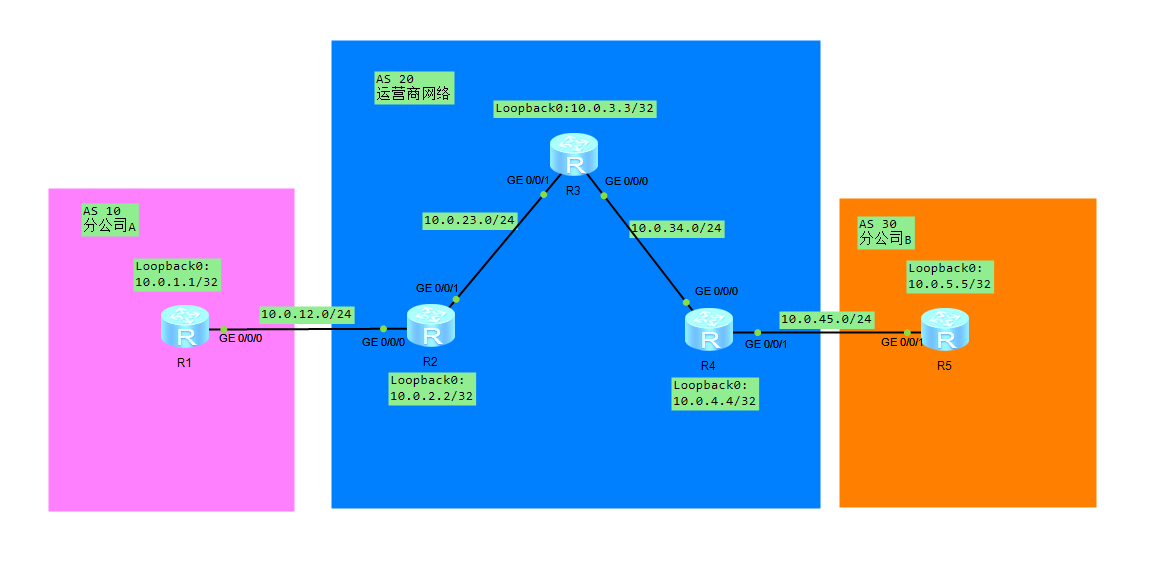 AS 20
运营商网络
Loopback0:10.0.3.3/32
R
GE 0/0/1
GE 0/0/0
R3
AS 10
分公司A
10.0.23.0/24
10.0.34.0/24
AS 30
分公司B
Loopback0:
10.0.1.1/32
Loopback0:
10.0.5.5/32
GE 0/0/1
GE 0/0/0
10.0.12.0/24
10.0.45.0/24
R
GE 0/0/0
GE 0/0/0
R
R
GE 0/0/1
GE 0/0/1
R
R1
R2
R4
R5
Loopback0:
10.0.2.2/32
Loopback0:
10.0.4.4/32